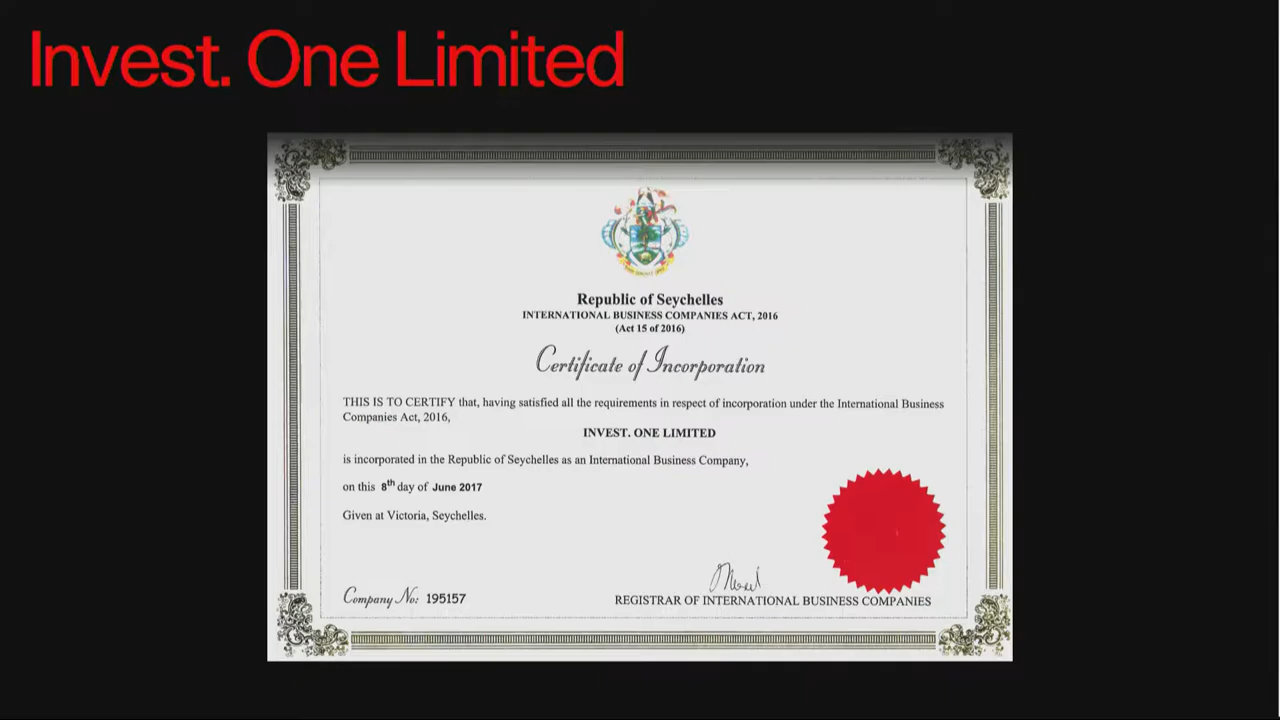 Invest. One Limited
Republic of Seychelles
INTERNATIONAL BUSINESS COMPANIES ACT, 2016
(Act 15 of 2016)
Certificate of Incorporation
THIS IS TO CERTIFY that, having satisfied all the requirements in respect of incorporation under the International Business
Companies Act, 2016,
INVEST. ONE LIMITED
is incorporated in the Republic of Seychelles as an International Business Company,
on this 8th day of June 2017
Given at Victoria, Seychelles.
Company No: 195157
REGISTRAR OF INTERNATIONAL BUSINESS COMPANIES